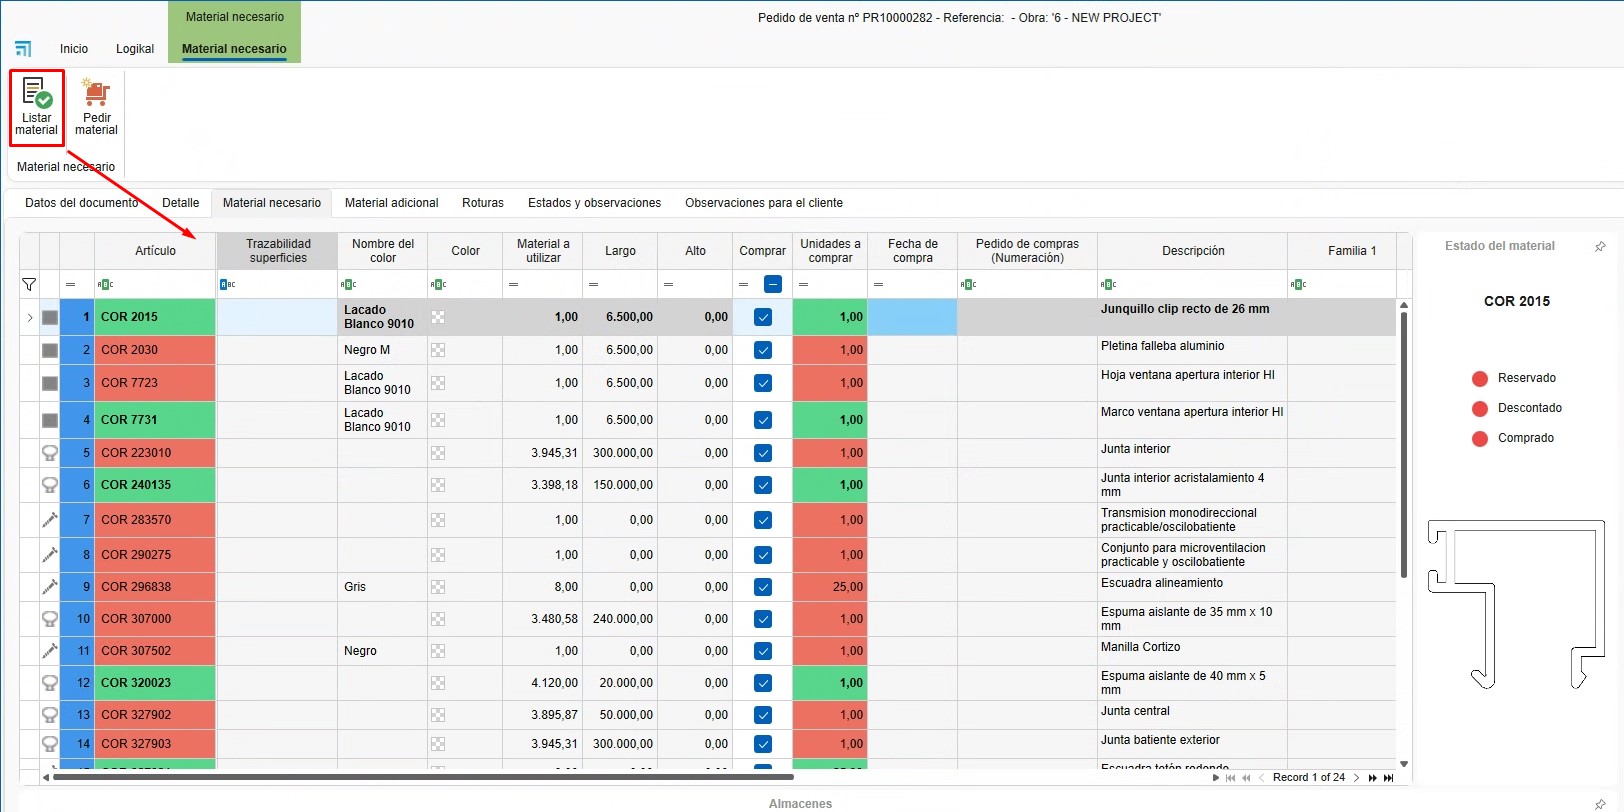 Material necesario
Pedido de venta nº PR10000282 - Referencia:  - Obra: '6 - NEW PROJECT'
Inicio
Logikal
Material necesario
Listar
material
Pedir
material
Material necesario
Datos del documento
Detalle
Material necesario
Material adicional
Roturas
Estados y observaciones
Observaciones para el cliente
Artículo
Trazabilidad
superficies
Nombre del
color
Color
Material a
utilizar
Largo
Alto
Comprar
Unidades a
comprar
Fecha de
compra
Pedido de compras
(Numeración)
Descripción
Familia 1
1 COR 2015 Lacado
Blanco 9010 1,00 6.500,00 0,00 1,00 Junquillo clip recto de 26 mm
2 COR 2030 Negro M 1,00 6.500,00 0,00 1,00 Pletina falleba aluminio
3 COR 7723 Lacado
Blanco 9010 1,00 6.500,00 0,00 1,00 Hoja ventana apertura interior HI
4 COR 7731 Lacado
Blanco 9010 1,00 6.500,00 0,00 1,00 Marco ventana apertura interior HI
5 COR 223010 3.945,31 300.000,00 0,00 1,00 Junta interior
6 COR 240135 3.398,18 150.000,00 0,00 1,00 Junta interior acristalamiento 4
mm
7 COR 283570 1,00 0,00 0,00 1,00 Transmision monodireccional
practicable/oscilobatiente
8 COR 290275 1,00 0,00 0,00 1,00 Conjunto para microventilacion
practicable y oscilobatiente
9 COR 296838 Gris 8,00 0,00 0,00 25,00 Escuadra alineamiento
10 COR 307000 3.480,58 240.000,00 0,00 1,00 Espuma aislante de 35 mm x 10
mm
11 COR 307502 Negro 1,00 0,00 0,00 1,00 Manilla Cortizo
12 COR 320023 4.120,00 20.000,00 0,00 1,00 Espuma aislante de 40 mm x 5
mm
13 COR 327902 3.895,87 50.000,00 0,00 1,00 Junta central
14 COR 327903 3.945,31 300.000,00 0,00 1,00 Junta batiente exterior
Record 1 of 24
Almacenes
Estado del material
COR 2015
Reservado
Descontado
Comprado